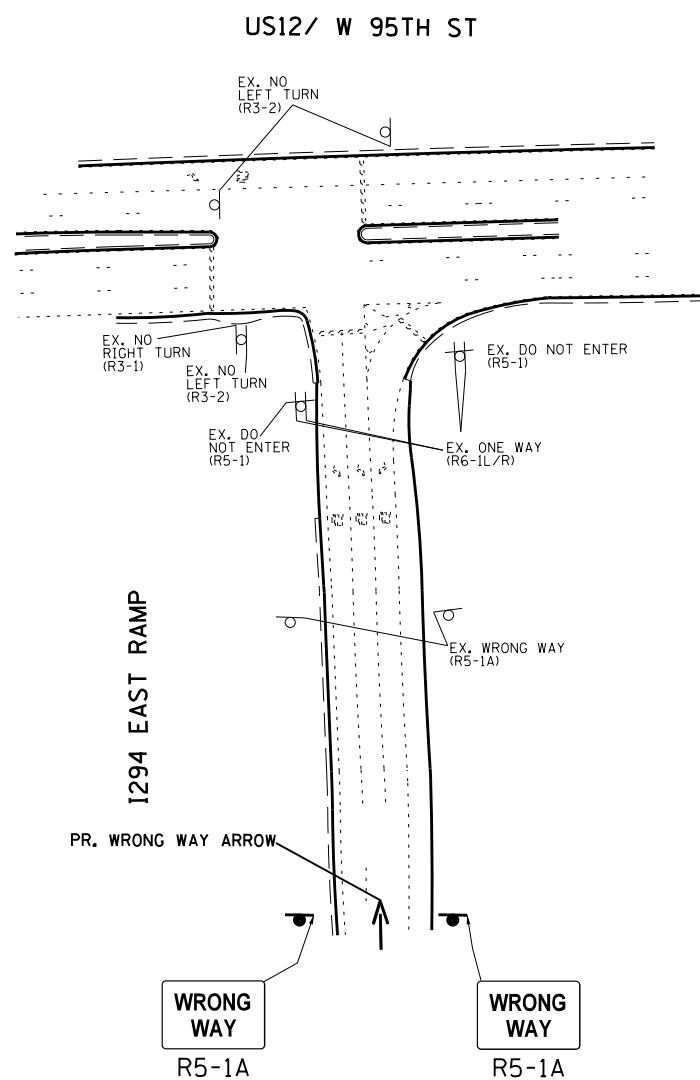 US12/ W 95TH ST
EX. NO
LEFT TURN
(R3-2)
EX. NO
RIGHT TURN
(R3-1)
EX. NO
LEFT TURN
(R3-2)
EX. DO NOT ENTER
(R5-1)
EX. DO
NOT ENTER
(R5-1)
EX. ONE WAY
(R6-1L/R)
EX. WRONG WAY
(R5-1A)
I294 EAST RAMP
PR. WRONG WAY ARROW
WRONG
WAY
R5-1A
WRONG
WAY
R5-1A